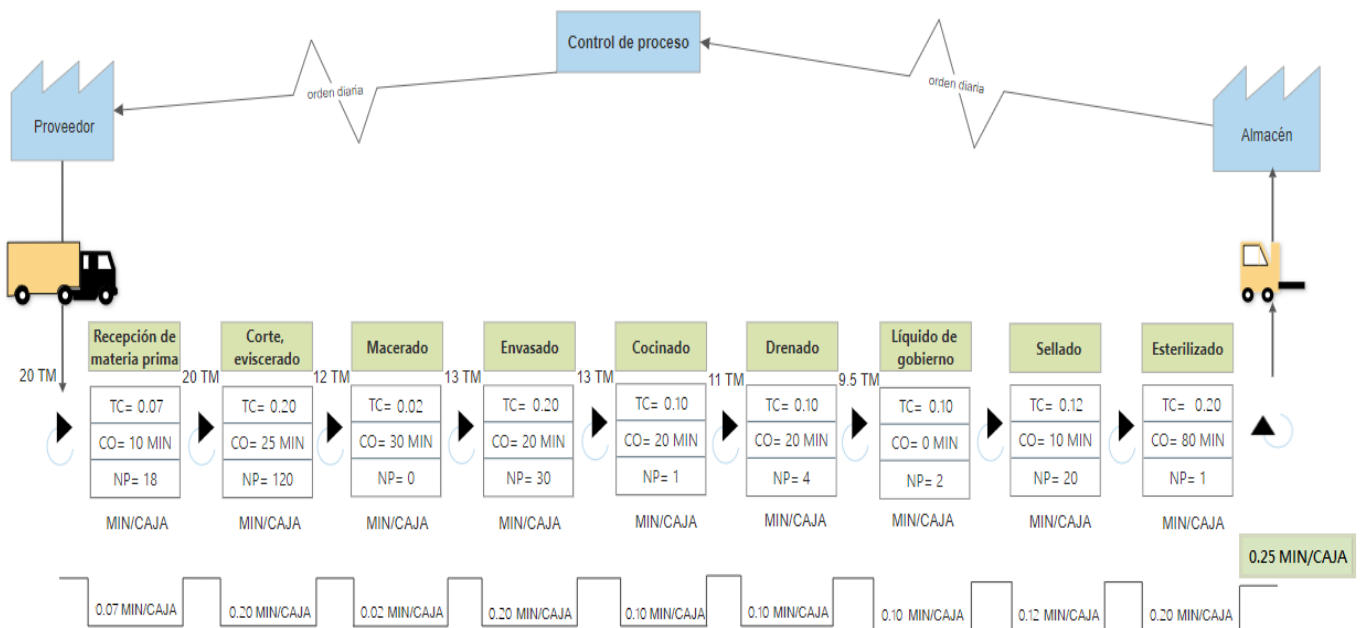 Control de proceso
orden diaria
orden diaria
Proveedor
Almacén
Recepción de
materia prima
Corte,
eviscerado
Macerado
Envasado
Cocinado
Drenado
Líquido de
gobierno
Sellado
Esterilizado
20 TM
20 TM
12 TM
13 TM
13 TM
11 TM
9.5 TM
TC= 0.07
CO= 10 MIN
NP= 18
MIN/CAJA
TC= 0.20
CO= 25 MIN
NP= 120
MIN/CAJA
TC= 0.02
CO= 30 MIN
NP= 0
MIN/CAJA
TC= 0.20
CO= 20 MIN
NP= 30
MIN/CAJA
TC= 0.10
CO= 20 MIN
NP= 1
MIN/CAJA
TC= 0.10
CO= 20 MIN
NP= 4
MIN/CAJA
TC= 0.10
CO= 0 MIN
NP= 2
MIN/CAJA
TC= 0.12
CO= 10 MIN
NP= 20
MIN/CAJA
TC= 0.20
CO= 80 MIN
NP= 1
MIN/CAJA
0.25 MIN/CAJA
0.07 MIN/CAJA
0.20 MIN/CAJA
0.02 MIN/CAJA
0.20 MIN/CAJA
0.10 MIN/CAJA
0.10 MIN/CAJA
0.10 MIN/CAJA
0.12 MIN/CAJA
0.20 MIN/CAJA